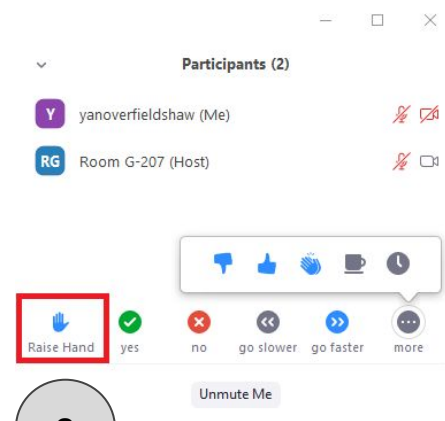 Participants (2)
Y yanoverfieldshaw (Me)
RG Room G-207 (Host)
Raise Hand yes no go slower go faster more
Unmute Me